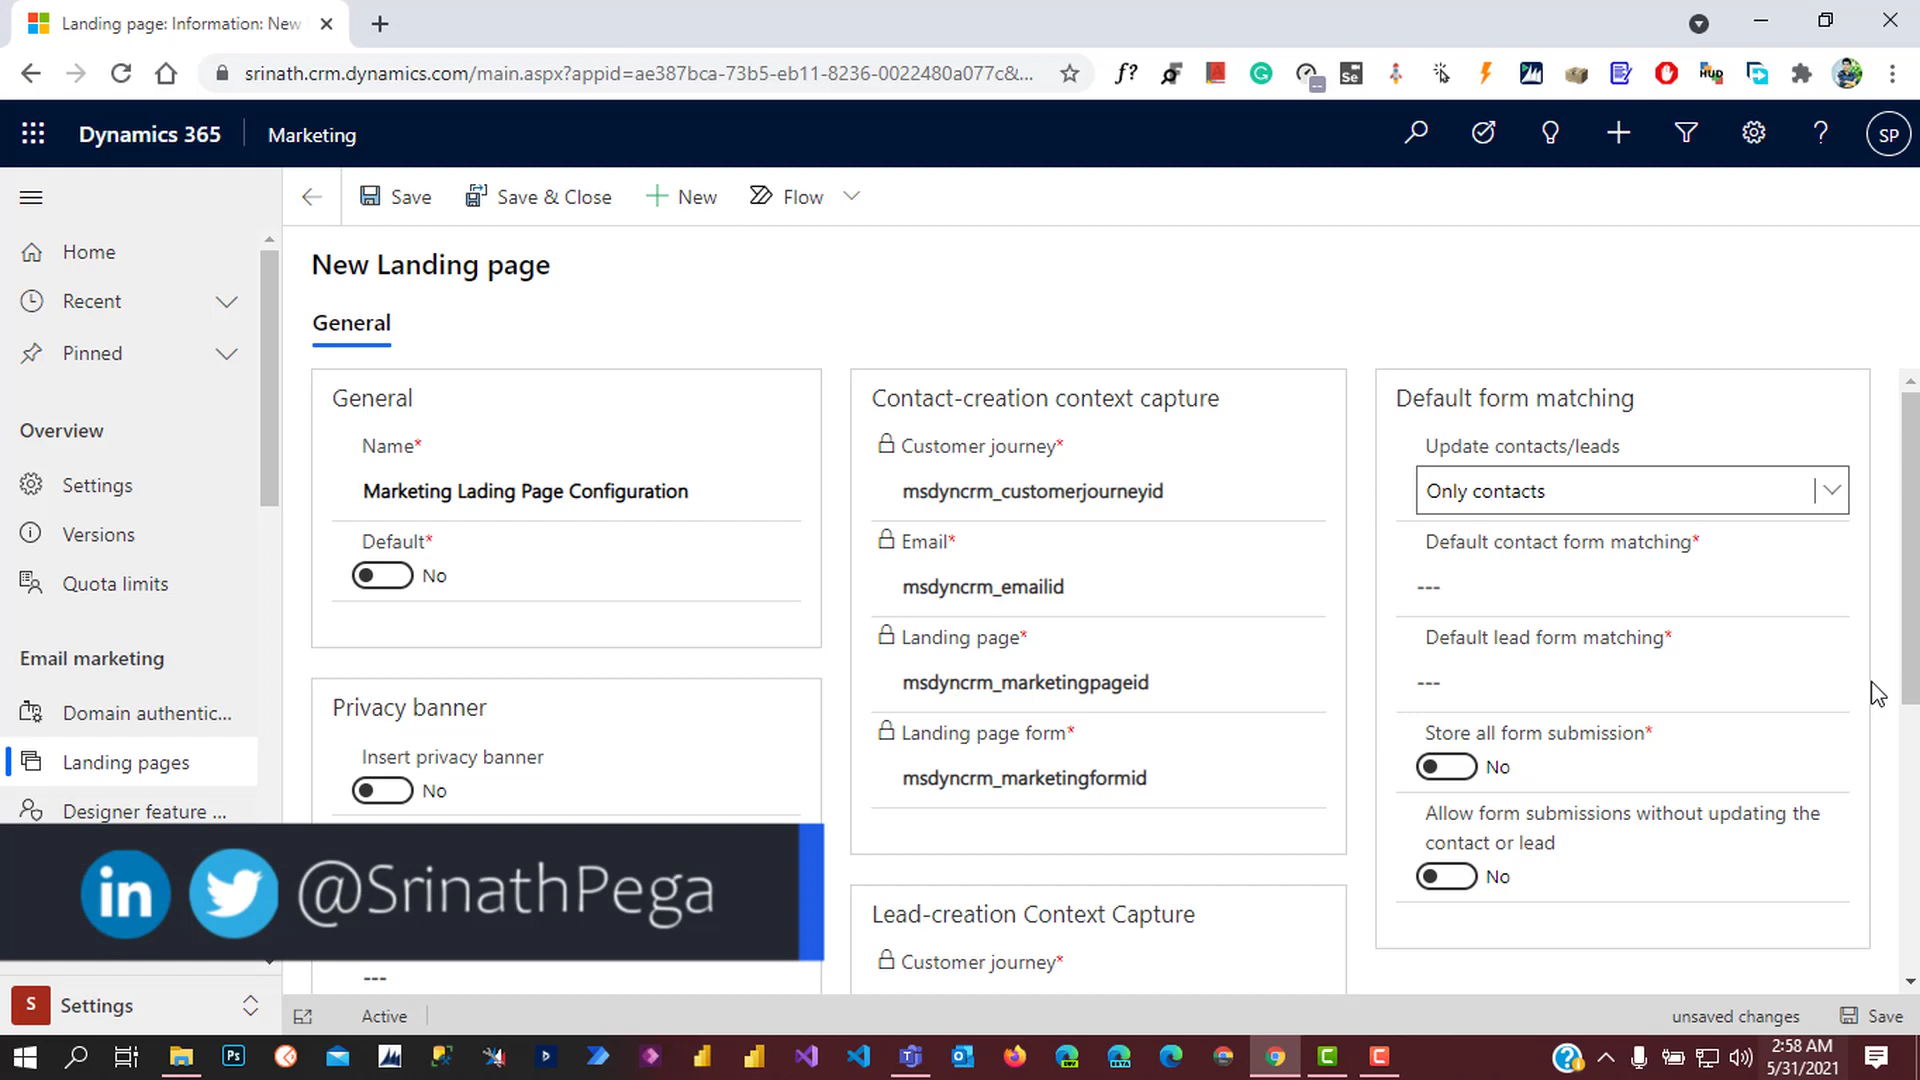 Landing page: Information: New
srinath.crm.dynamics.com/main.aspx?appid=ae387bca-73b5-eb11-8236-0022480a077c&...
f?
Se
HUD
Dynamics 365
Marketing
SP
Save
Save & Close
New
Flow
Home
Recent
Pinned
Overview
Settings
Versions
Quota limits
Email marketing
Domain authentic...
Landing pages
Designer feature ...
S
Settings
New Landing page
General
General
Name*
Marketing Lading Page Configuration
Default*
No
Privacy banner
Insert privacy banner
No
---
Contact-creation context capture
Customer journey*
msdyncrm_customerjourneyid
Email*
msdyncrm_emailid
Landing page*
msdyncrm_marketingpageid
Landing page form*
msdyncrm_marketingformid
Lead-creation Context Capture
Customer journey*
Default form matching
Update contacts/leads
Only contacts
Default contact form matching*
---
Default lead form matching*
---
Store all form submission*
No
Allow form submissions without updating the
contact or lead
No
in
@SrinathPega
Active
unsaved changes
Save
Ps
2:58 AM
5/31/2021